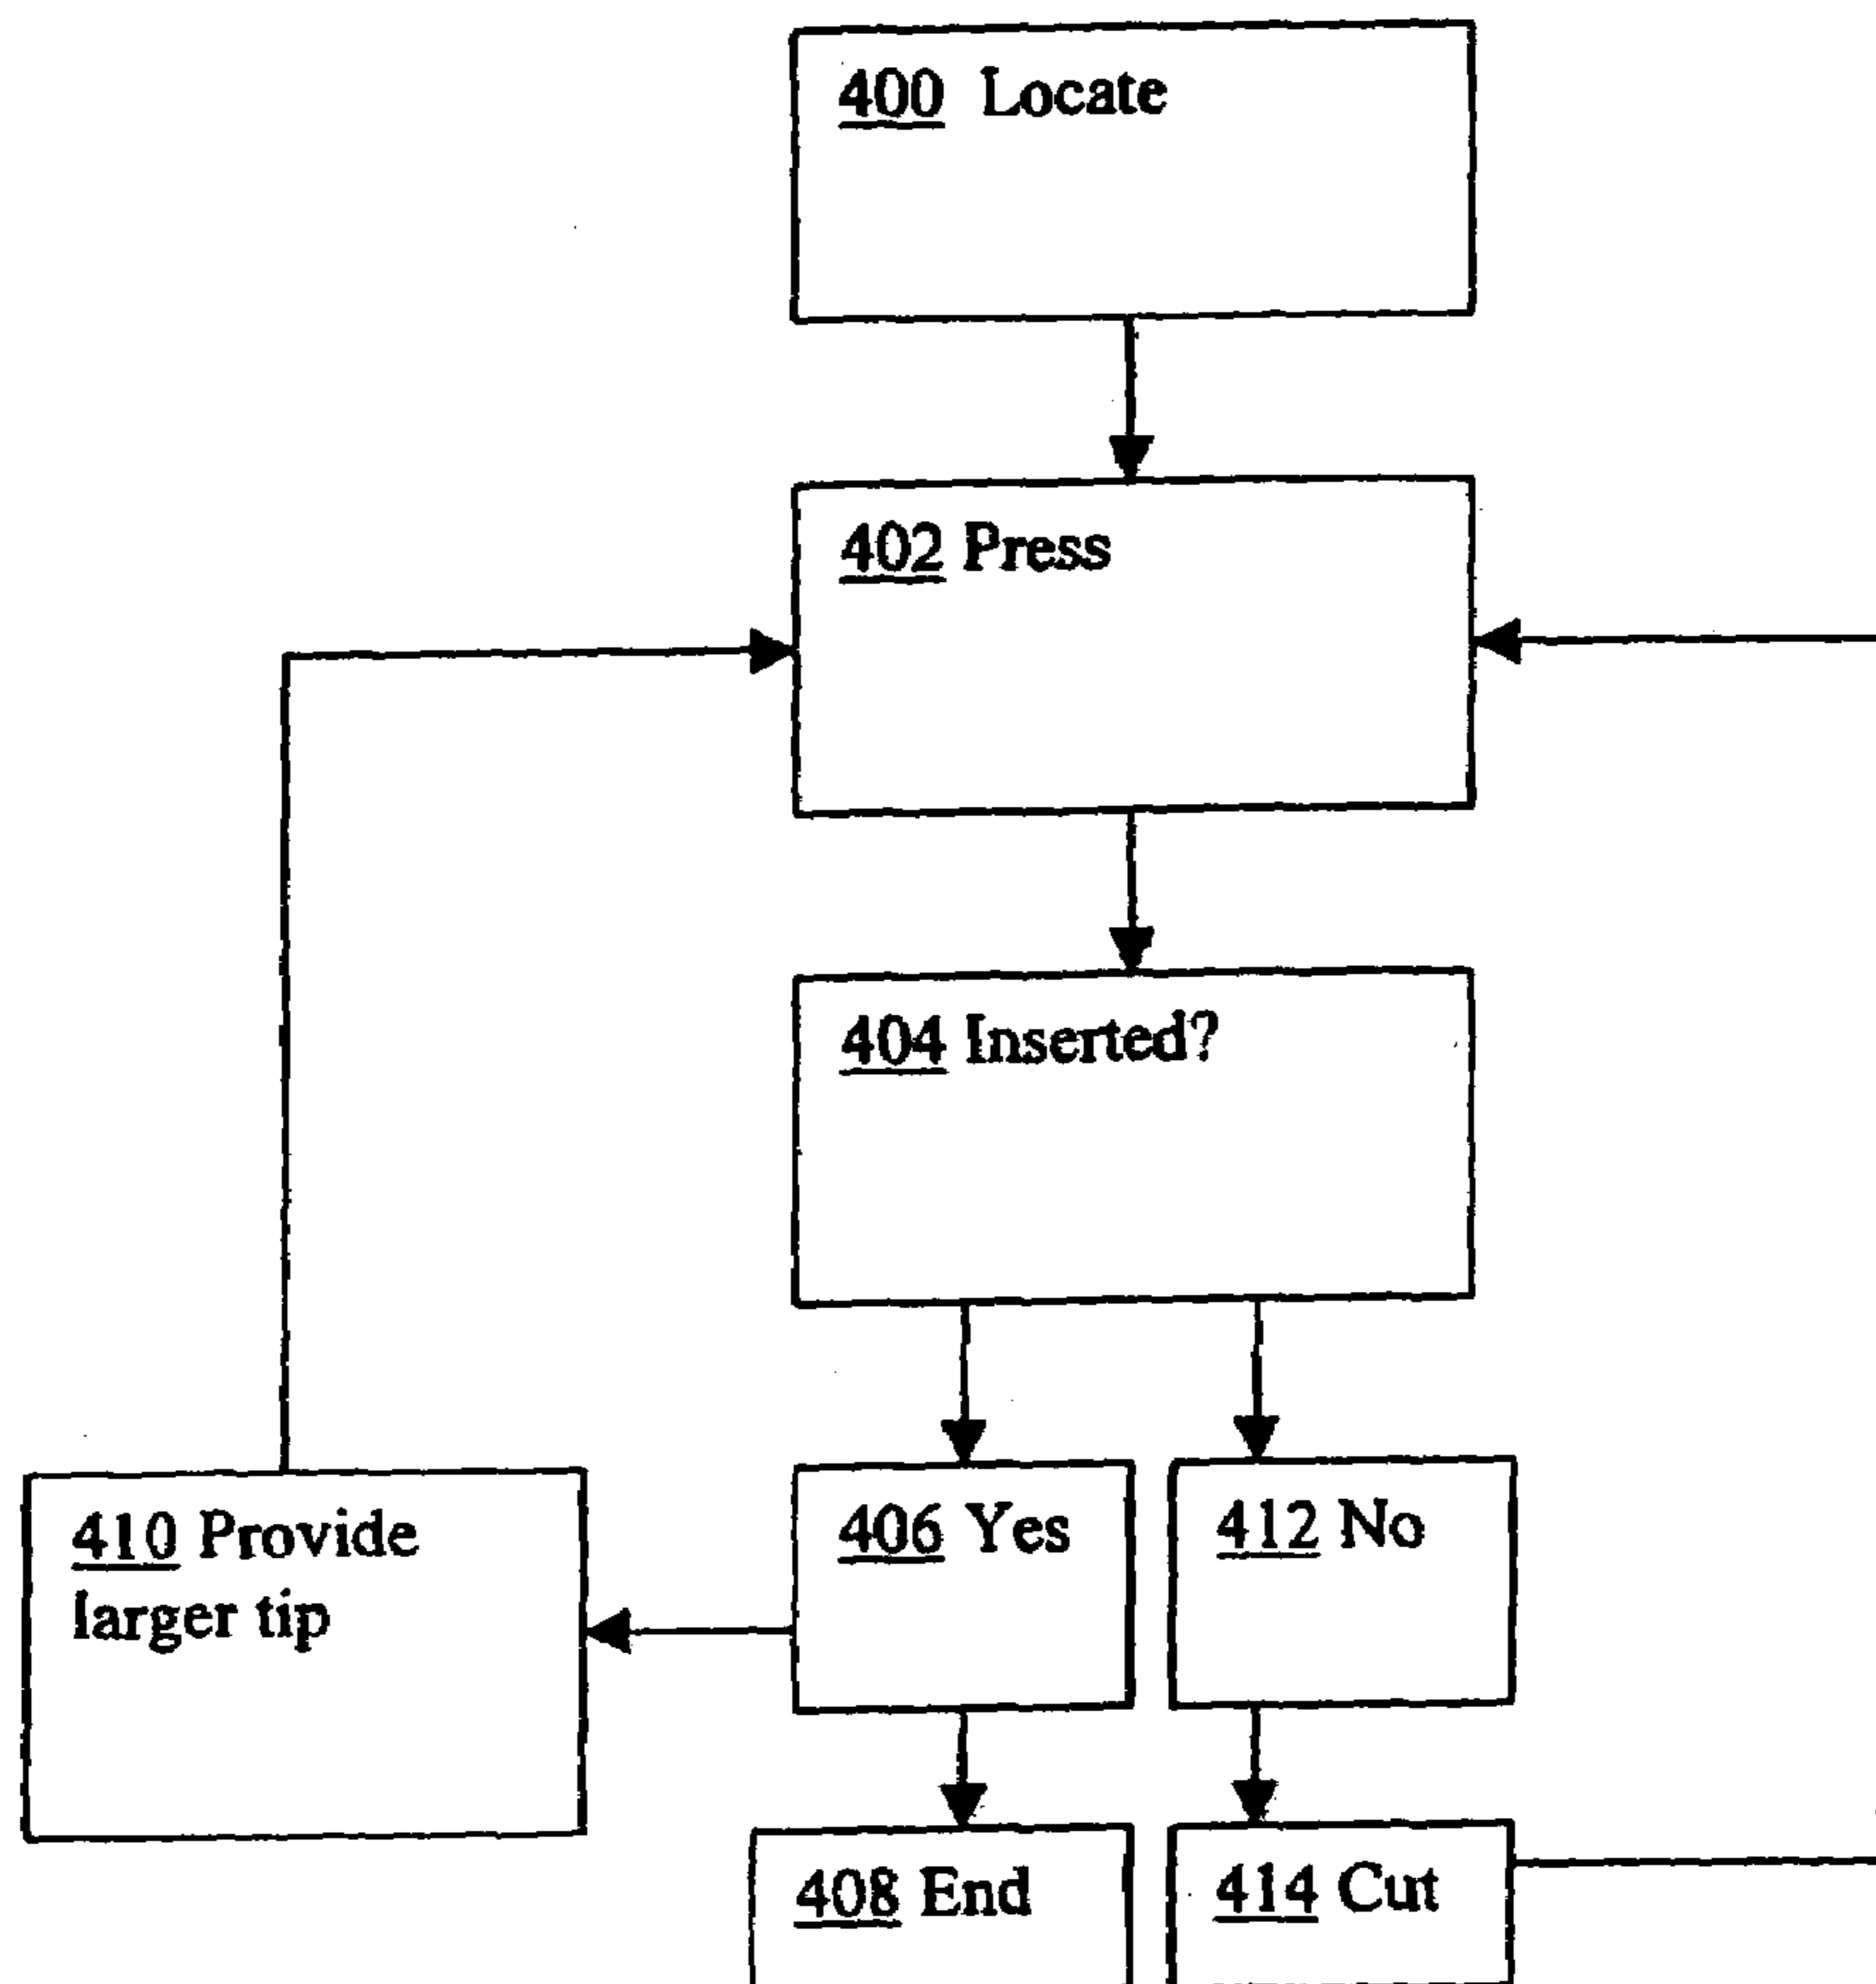 400 Locate
402 Press
404 Inserted?
410 Provide
larger tip
406 Yes
412 No
408 End
414 Cut